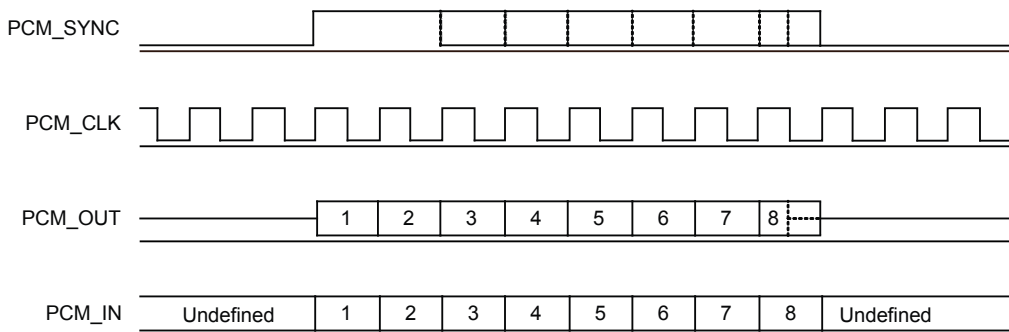 PCM_SYNC
PCM_CLK
PCM_OUT 1 2 3 4 5 6 7 8
PCM_IN Undefined 1 2 3 4 5 6 7 8 Undefined